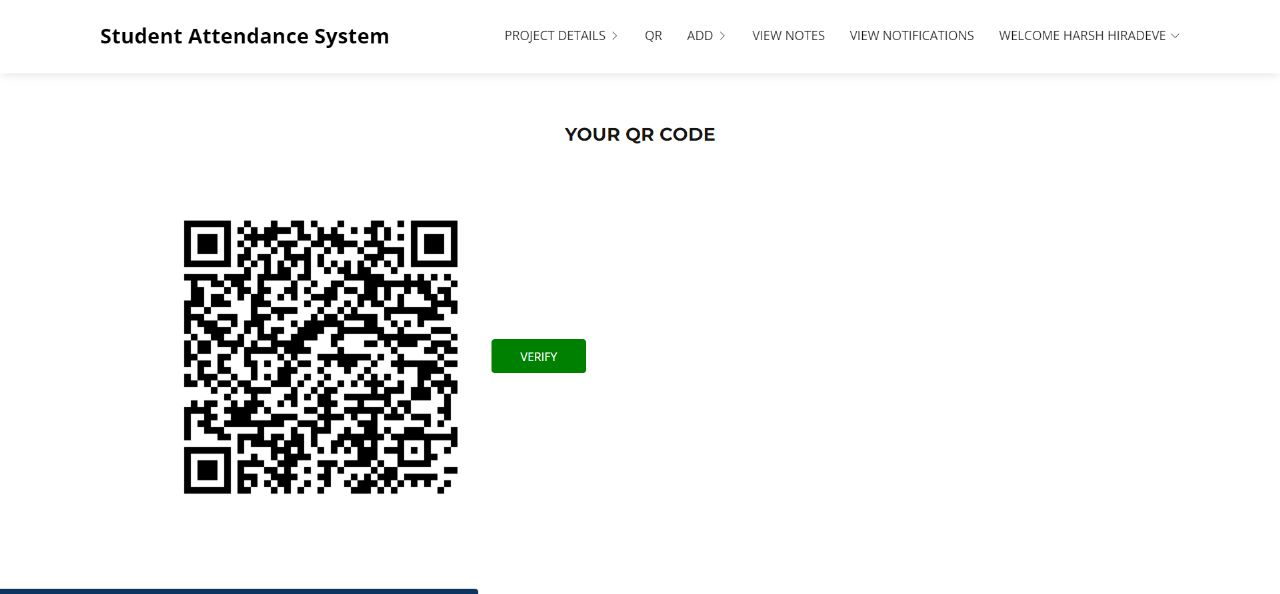 Student Attendance System
PROJECT DETAILS QR ADD VIEW NOTES VIEW NOTIFICATIONS WELCOME HARSH HIRADEVE
YOUR QR CODE
VERIFY